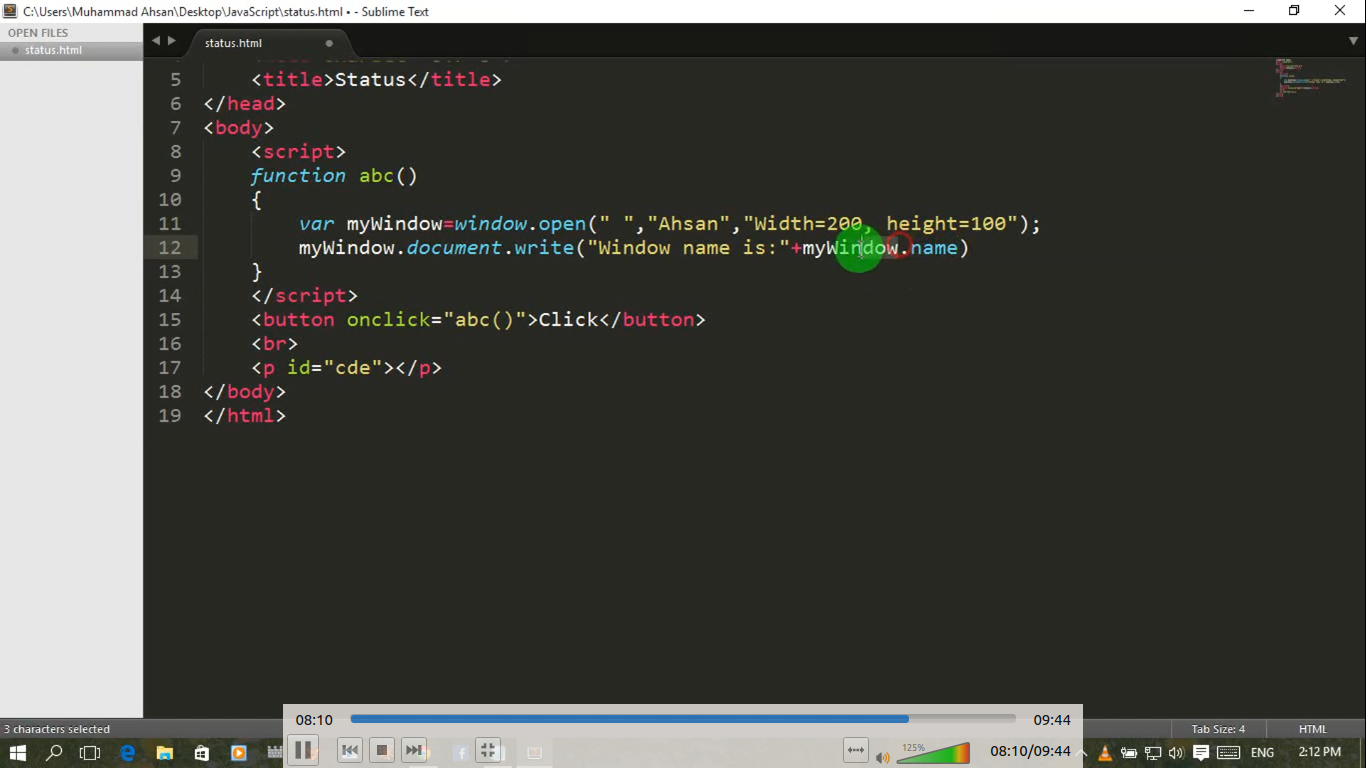 C:\Users\Muhammad Ahsan\Desktop\JavaScript\status.html • - Sublime Text
OPEN FILES
status.html
status.html
5 <title>Status</title>
6 </head>
7 <body>
8 <script>
9 function abc()
10 {
11 var myWindow=window.open(" ","Ahsan","Width=200, height=100");
12 myWindow.document.write("Window name is:"+myWindow.name)
13 }
14 </script>
15 <button onclick="abc()">Click</button>
16 <br>
17 <p id="cde"></p>
18 </body>
19 </html>
08:10 09:44
3 characters selected Tab Size: 4 HTML
125% 08:10/09:44 ENG 2:12 PM